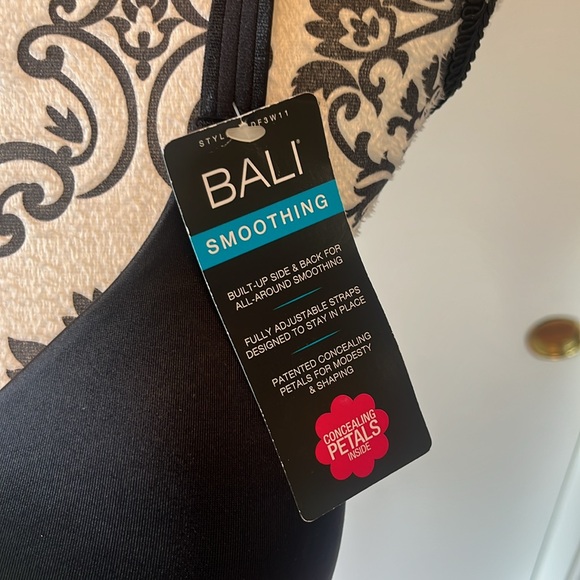 DF3W11
BALI®
SMOOTHING
BUILT-UP SIDE & BACK FOR
ALL-AROUND SMOOTHING
FULLY ADJUSTABLE STRAPS
DESIGNED TO STAY IN PLACE
PATENTED CONCEALING
PETALS FOR MODESTY
& SHAPING
CONCEALING
PETALS
INSIDE